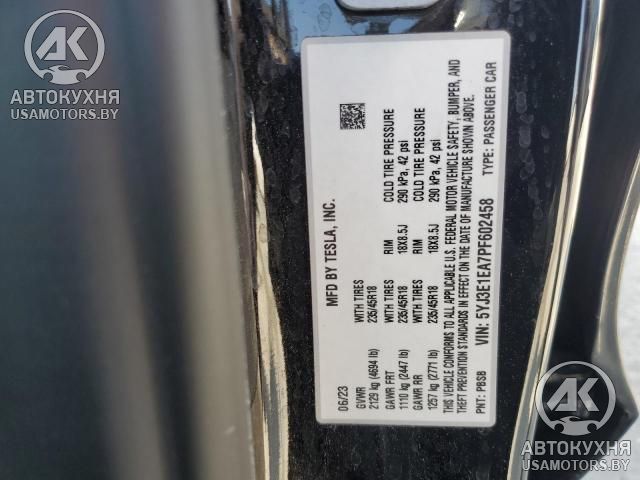 AK
АВТОКУХНЯ
USAMOTORS.BY
MFD BY TESLA, INC.
06/23
GVWR
2129 kg (4694 lb)
WITH TIRES
235/45R18
RIM
18X8.5J
COLD TIRE PRESSURE
290 kPa, 42 psi
GAWR FRT
1110 kg (2447 lb)
WITH TIRES
235/45R18
RIM
18X8.5J
COLD TIRE PRESSURE
290 kPa, 42 psi
GAWR RR
1257 kg (2771 lb)
THIS VEHICLE CONFORMS TO ALL APPLICABLE U.S. FEDERAL MOTOR VEHICLE SAFETY, BUMPER, AND
THEFT PREVENTION STANDARDS IN EFFECT ON THE DATE OF MANUFACTURE SHOWN ABOVE.
VIN: 5YJ3E1EA7PF602458
TYPE: PASSENGER CAR
PNT: PBSB
AK
АВТОКУХНЯ
USAMOTORS.BY